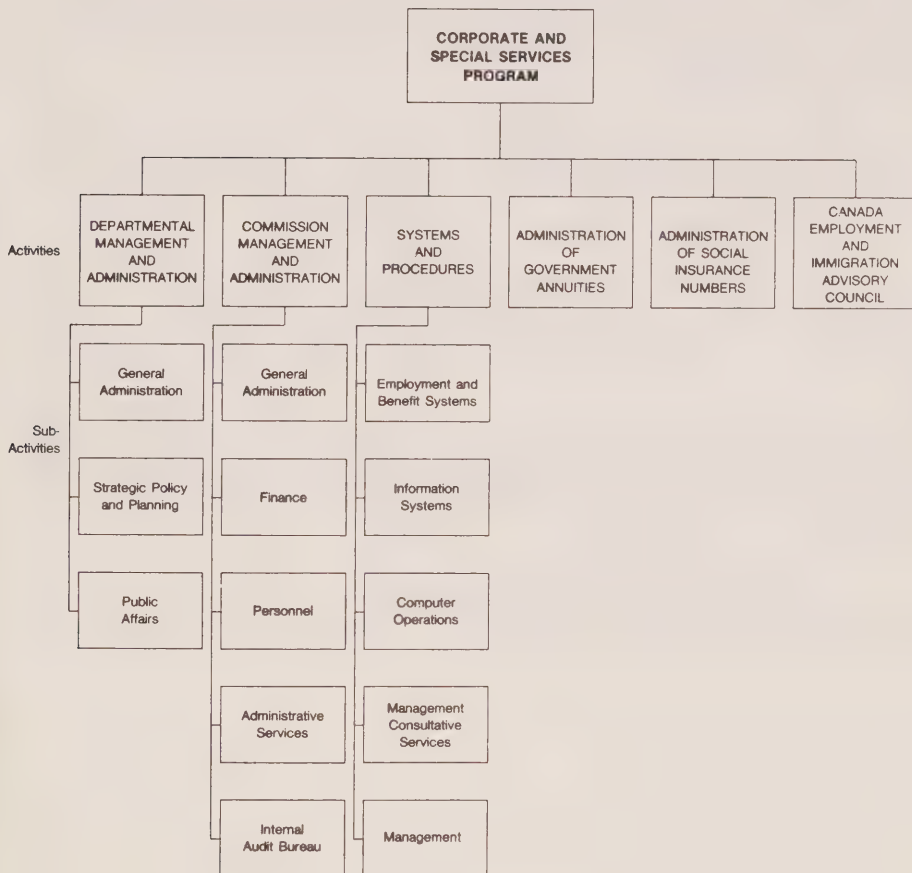 CORPORATE AND
SPECIAL SERVICES
PROGRAM
Activities
DEPARTMENTAL
MANAGEMENT
AND
ADMINISTRATION
COMMISSION
MANAGEMENT
AND
ADMINISTRATION
SYSTEMS
AND
PROCEDURES
ADMINISTRATION
OF
GOVERNMENT
ANNUITIES
ADMINISTRATION
OF SOCIAL
INSURANCE
NUMBERS
CANADA
EMPLOYMENT
AND
IMMIGRATION
ADVISORY
COUNCIL
Sub-
Activities
General
Administration
Strategic Policy
and Planning
Public
Affairs
General
Administration
Finance
Personnel
Administrative
Services
Internal
Audit Bureau
Employment and
Benefit Systems
Information
Systems
Computer
Operations
Management
Consultative
Services
Management